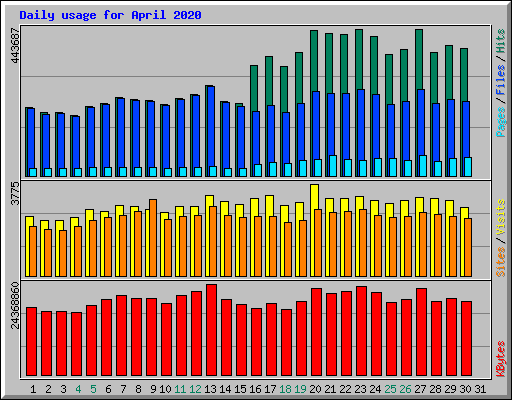 Daily usage for April 2020
443687
Pages / Files / Hits
3775
Sites / Visits
24368860
KBytes
1 2 3 4 5 6 7 8 9 10 11 12 13 14 15 16 17 18 19 20 21 22 23 24 25 26 27 28 29 30 31